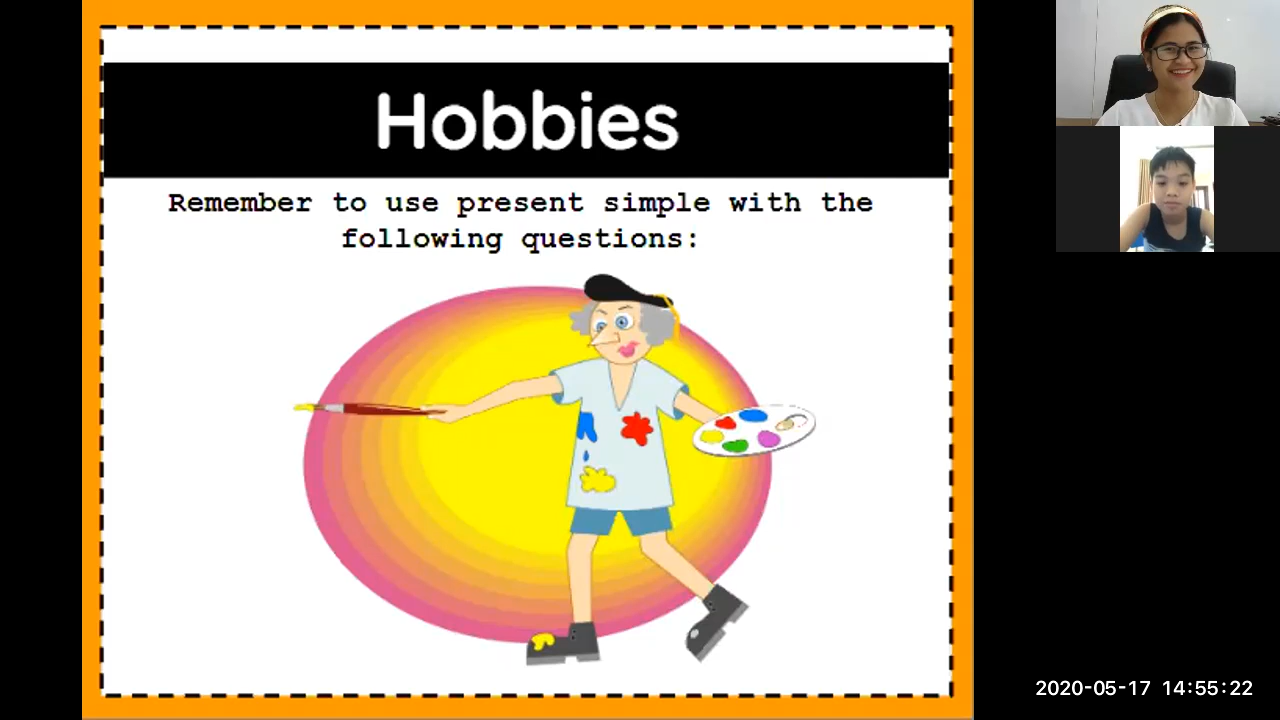 Hobbies
Remember to use present simple with the
following questions:
2020-05-17 14:55:22